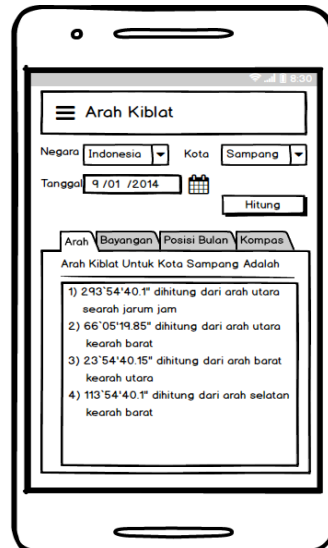 8:30
Arah Kiblat
Negara Indonesia Kota Sampang
Tanggal 9 /01 /2014
Hitung
Arah Bayangan Posisi Bulan Kompas
Arah Kiblat Untuk Kota Sampang Adalah
1) 293`54'40.1" dihitung dari arah utara
searah jarum jam
2) 66`05'19.85" dihitung dari arah utara
kearah barat
3) 23`54'40.15" dihitung dari arah barat
kearah utara
4) 113`54'40.1" dihitung dari arah selatan
kearah barat